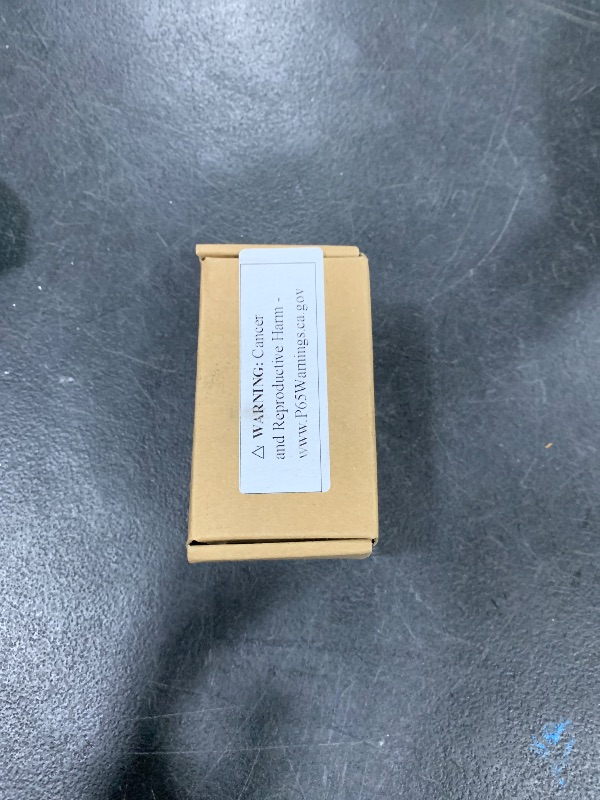 ⚠ WARNING: Cancer
and Reproductive Harm -
www.P65Warnings.ca.gov